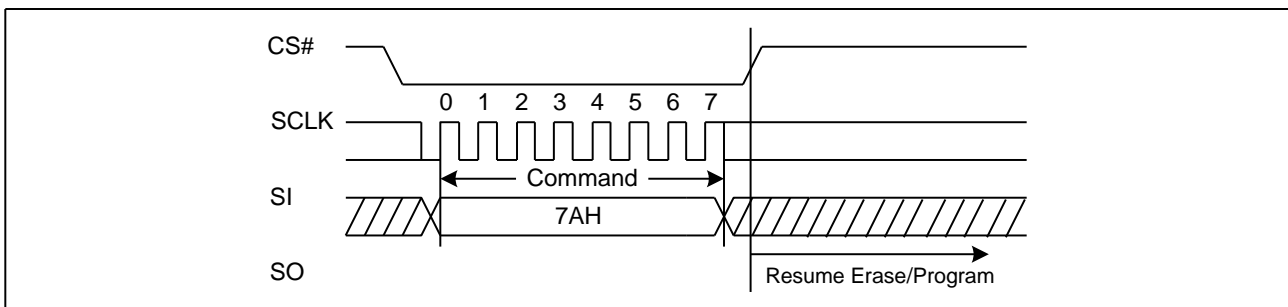 CS#
0 1 2 3 4 5 6 7
SCLK
Command
SI
7AH
SO
Resume Erase/Program